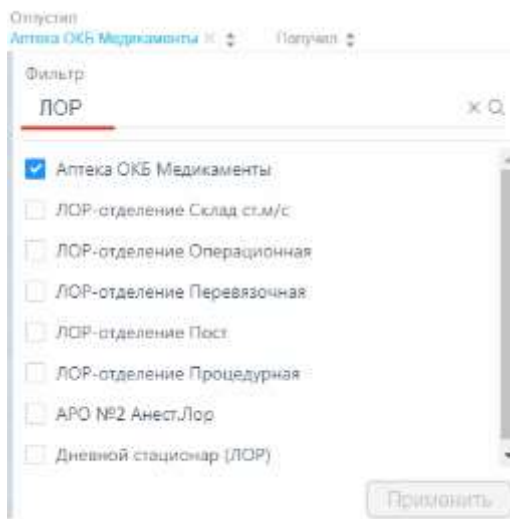 Отпустил
Аптека ОКБ Медикаменты × Получил
Фильтр
ЛОР ×
Аптека ОКБ Медикаменты
ЛОР-отделение Склад ст.м/с
ЛОР-отделение Операционная
ЛОР-отделение Перевязочная
ЛОР-отделение Пост
ЛОР-отделение Процедурная
АРО №2 Анест.Лор
Дневной стационар (ЛОР)
Применить